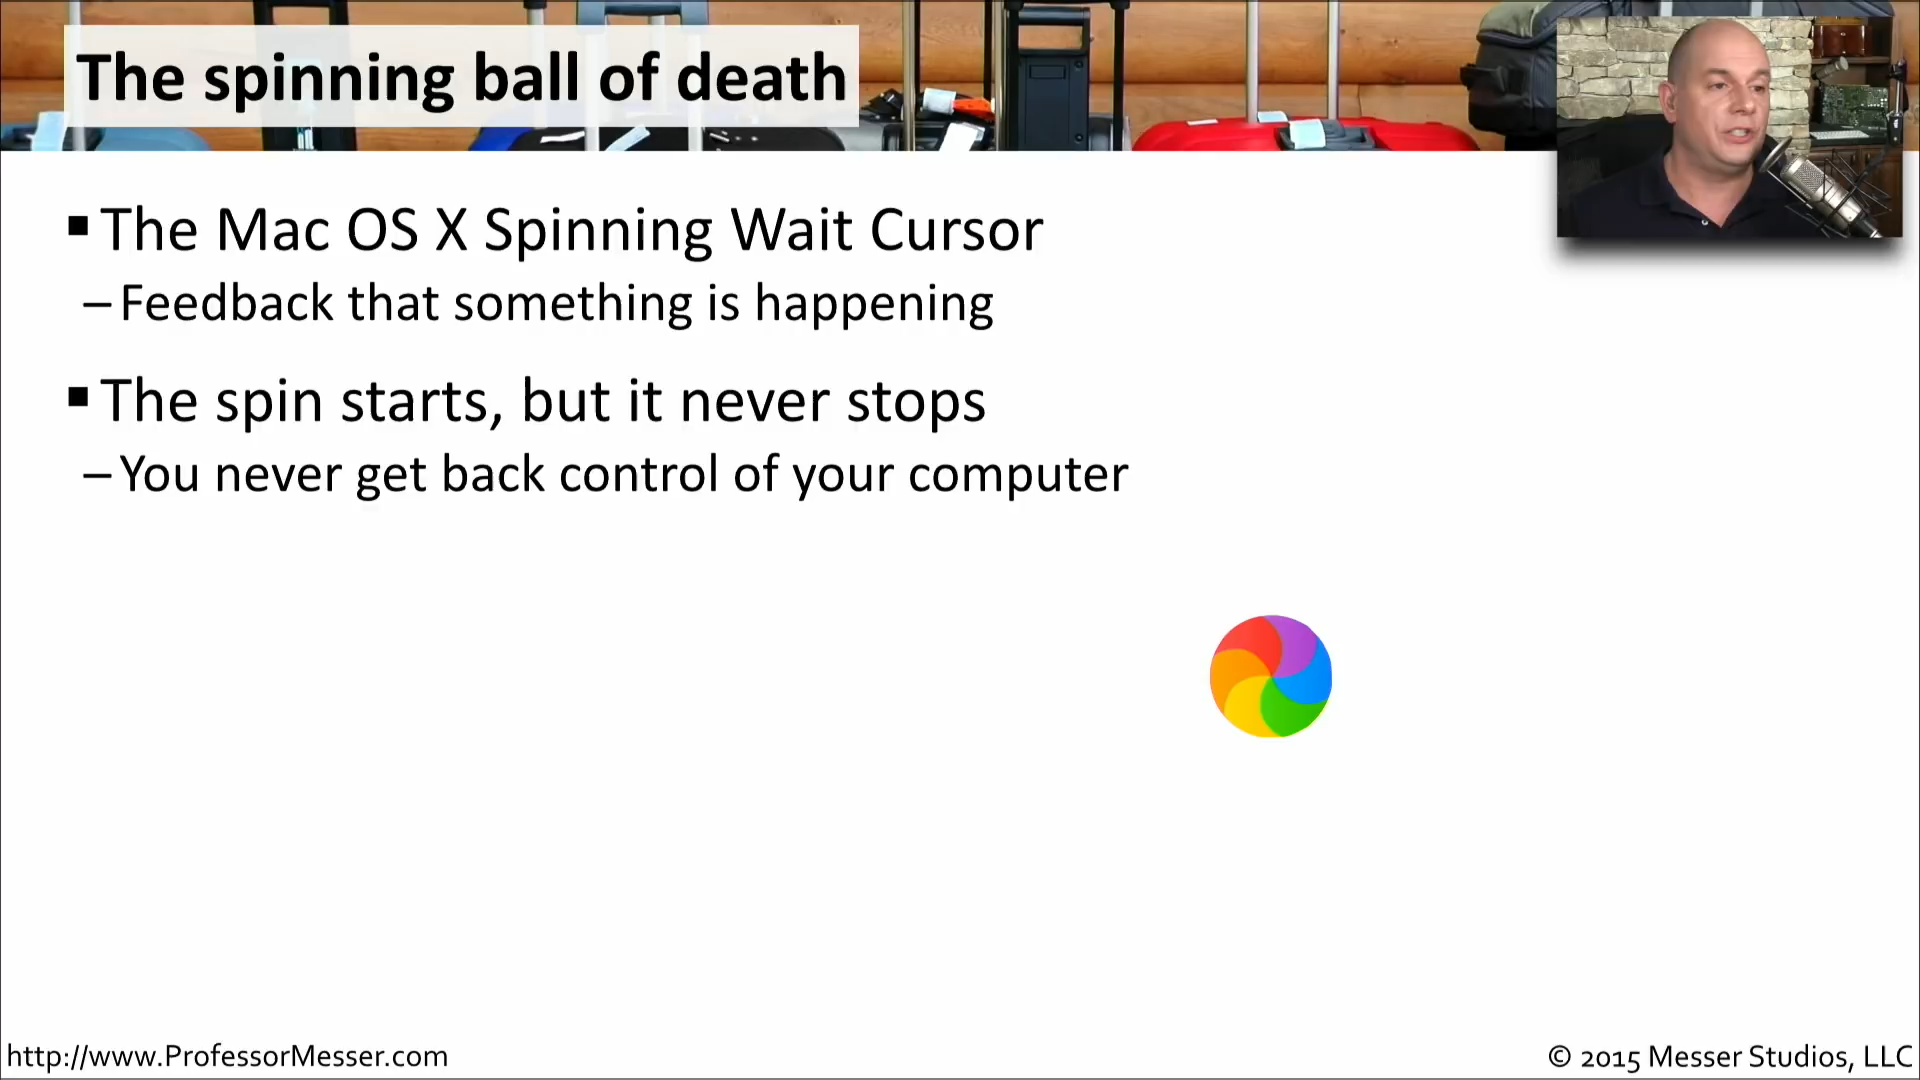 The spinning ball of death
▪ The Mac OS X Spinning Wait Cursor
– Feedback that something is happening
▪ The spin starts, but it never stops
– You never get back control of your computer
http://www.ProfessorMesser.com
© 2015 Messer Studios, LLC